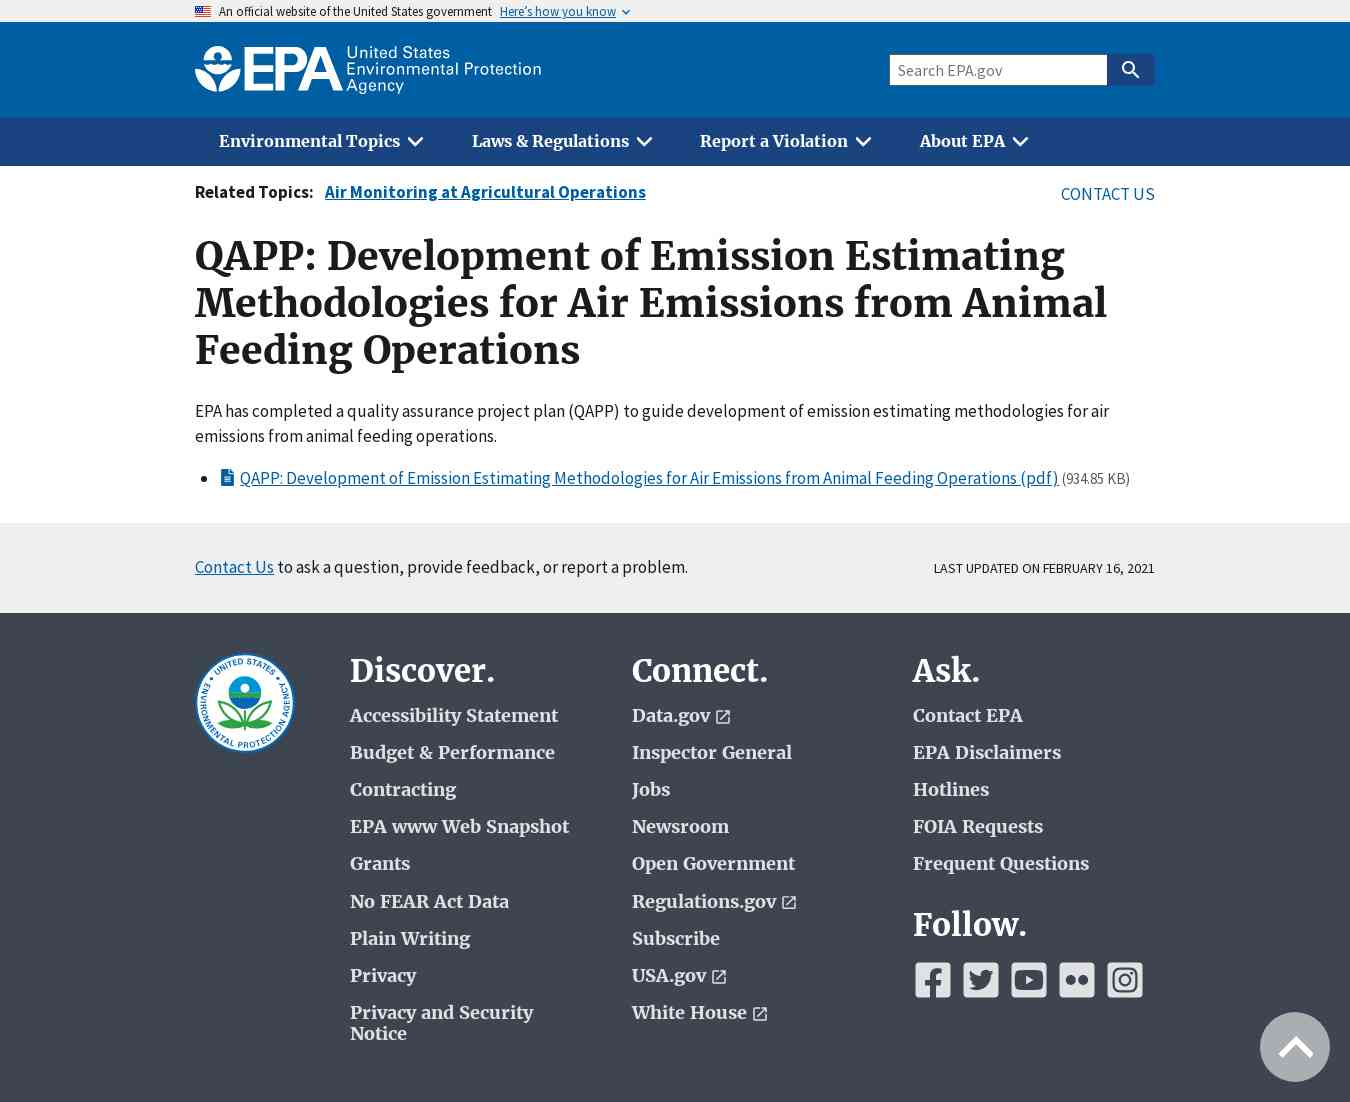 An official website of the United States government Here's how you know
EPA United States
Environmental Protection
Agency
Search EPA.gov
Environmental Topics
Laws & Regulations
Report a Violation
About EPA
Related Topics: Air Monitoring at Agricultural Operations
CONTACT US
QAPP: Development of Emission Estimating
Methodologies for Air Emissions from Animal
Feeding Operations
EPA has completed a quality assurance project plan (QAPP) to guide development of emission estimating methodologies for air
emissions from animal feeding operations.
QAPP: Development of Emission Estimating Methodologies for Air Emissions from Animal Feeding Operations (pdf) (934.85 KB)
Contact Us to ask a question, provide feedback, or report a problem.
LAST UPDATED ON FEBRUARY 16, 2021
UNITED STATES
ENVIRONMENTAL PROTECTION AGENCY
Discover.
Accessibility Statement
Budget & Performance
Contracting
EPA www Web Snapshot
Grants
No FEAR Act Data
Plain Writing
Privacy
Privacy and Security
Notice
Connect.
Data.gov
Inspector General
Jobs
Newsroom
Open Government
Regulations.gov
Subscribe
USA.gov
White House
Ask.
Contact EPA
EPA Disclaimers
Hotlines
FOIA Requests
Frequent Questions
Follow.